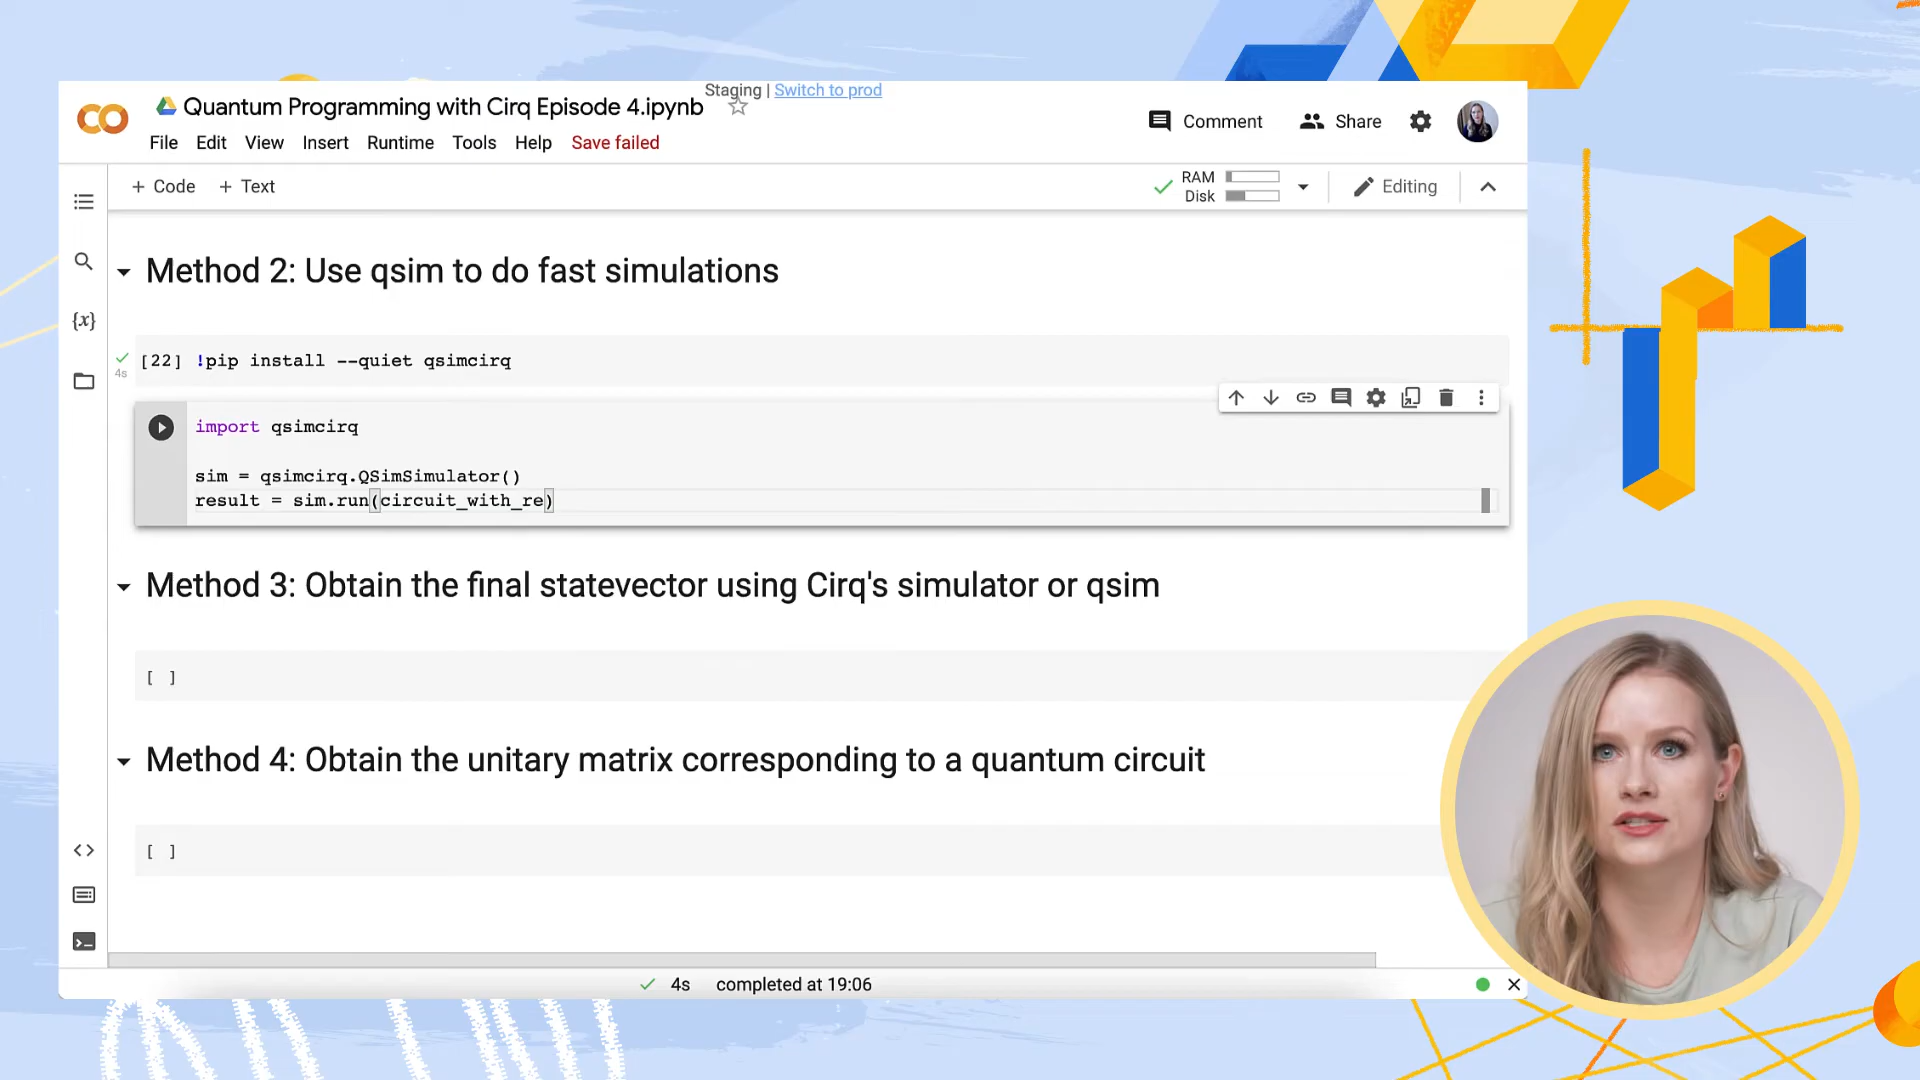 Staging | Switch to prod
Quantum Programming with Cirq Episode 4.ipynb
Comment
Share
File Edit View Insert Runtime Tools Help Save failed
+ Code + Text
RAM
Disk
Editing
Method 2: Use qsim to do fast simulations
{x}
4s
[22] !pip install --quiet qsimcirq
import qsimcirq
sim = qsimcirq.QSimSimulator()
result = sim.run(circuit_with_re)
Method 3: Obtain the final statevector using Cirq's simulator or qsim
[ ]
Method 4: Obtain the unitary matrix corresponding to a quantum circuit
[ ]
4s completed at 19:06